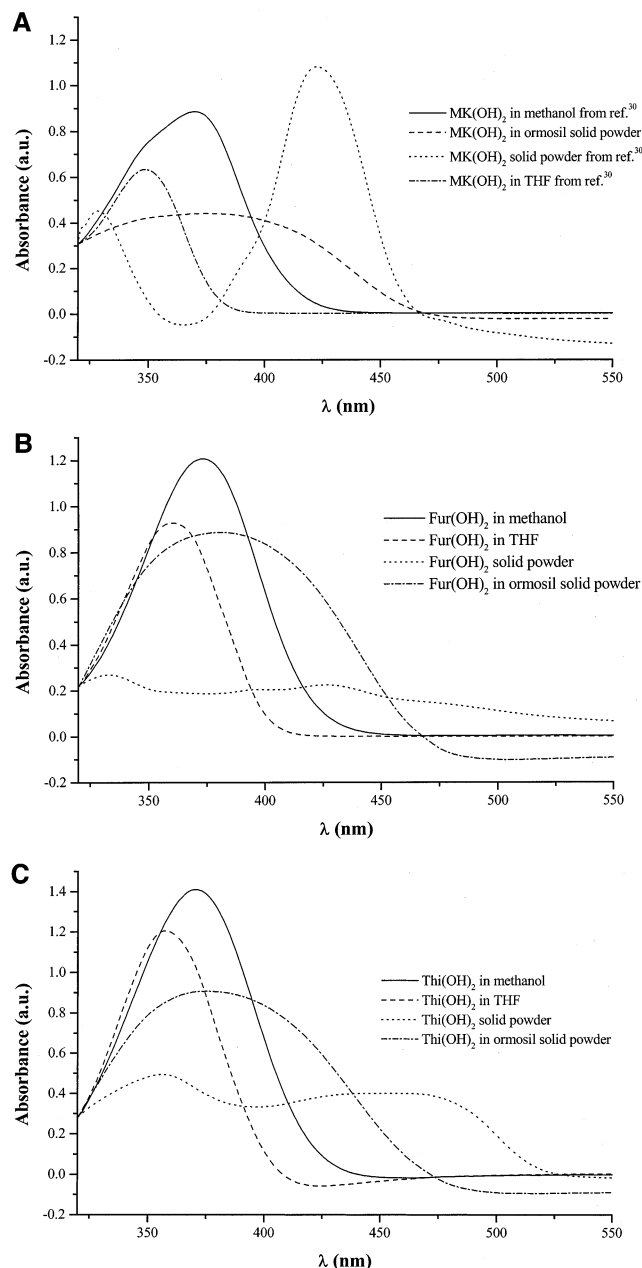 A
1.2
1.0
0.8
0.6
0.4
0.2
0.0
-0.2
Absorbance (a.u.)
MK(OH)₂ in methanol from ref.³⁰
MK(OH)₂ in ormosil solid powder
MK(OH)₂ solid powder from ref.³⁰
MK(OH)₂ in THF from ref.³⁰
350 400 450 500 550
λ (nm)
B
1.2
1.0
0.8
0.6
0.4
0.2
0.0
-0.2
Absorbance (a.u.)
Fur(OH)₂ in methanol
Fur(OH)₂ in THF
Fur(OH)₂ solid powder
Fur(OH)₂ in ormosil solid powder
350 400 450 500 550
λ (nm)
C
1.4
1.2
1.0
0.8
0.6
0.4
0.2
0.0
-0.2
Absorbance (a.u.)
Thi(OH)₂ in methanol
Thi(OH)₂ in THF
Thi(OH)₂ solid powder
Thi(OH)₂ in ormosil solid powder
350 400 450 500 550
λ (nm)